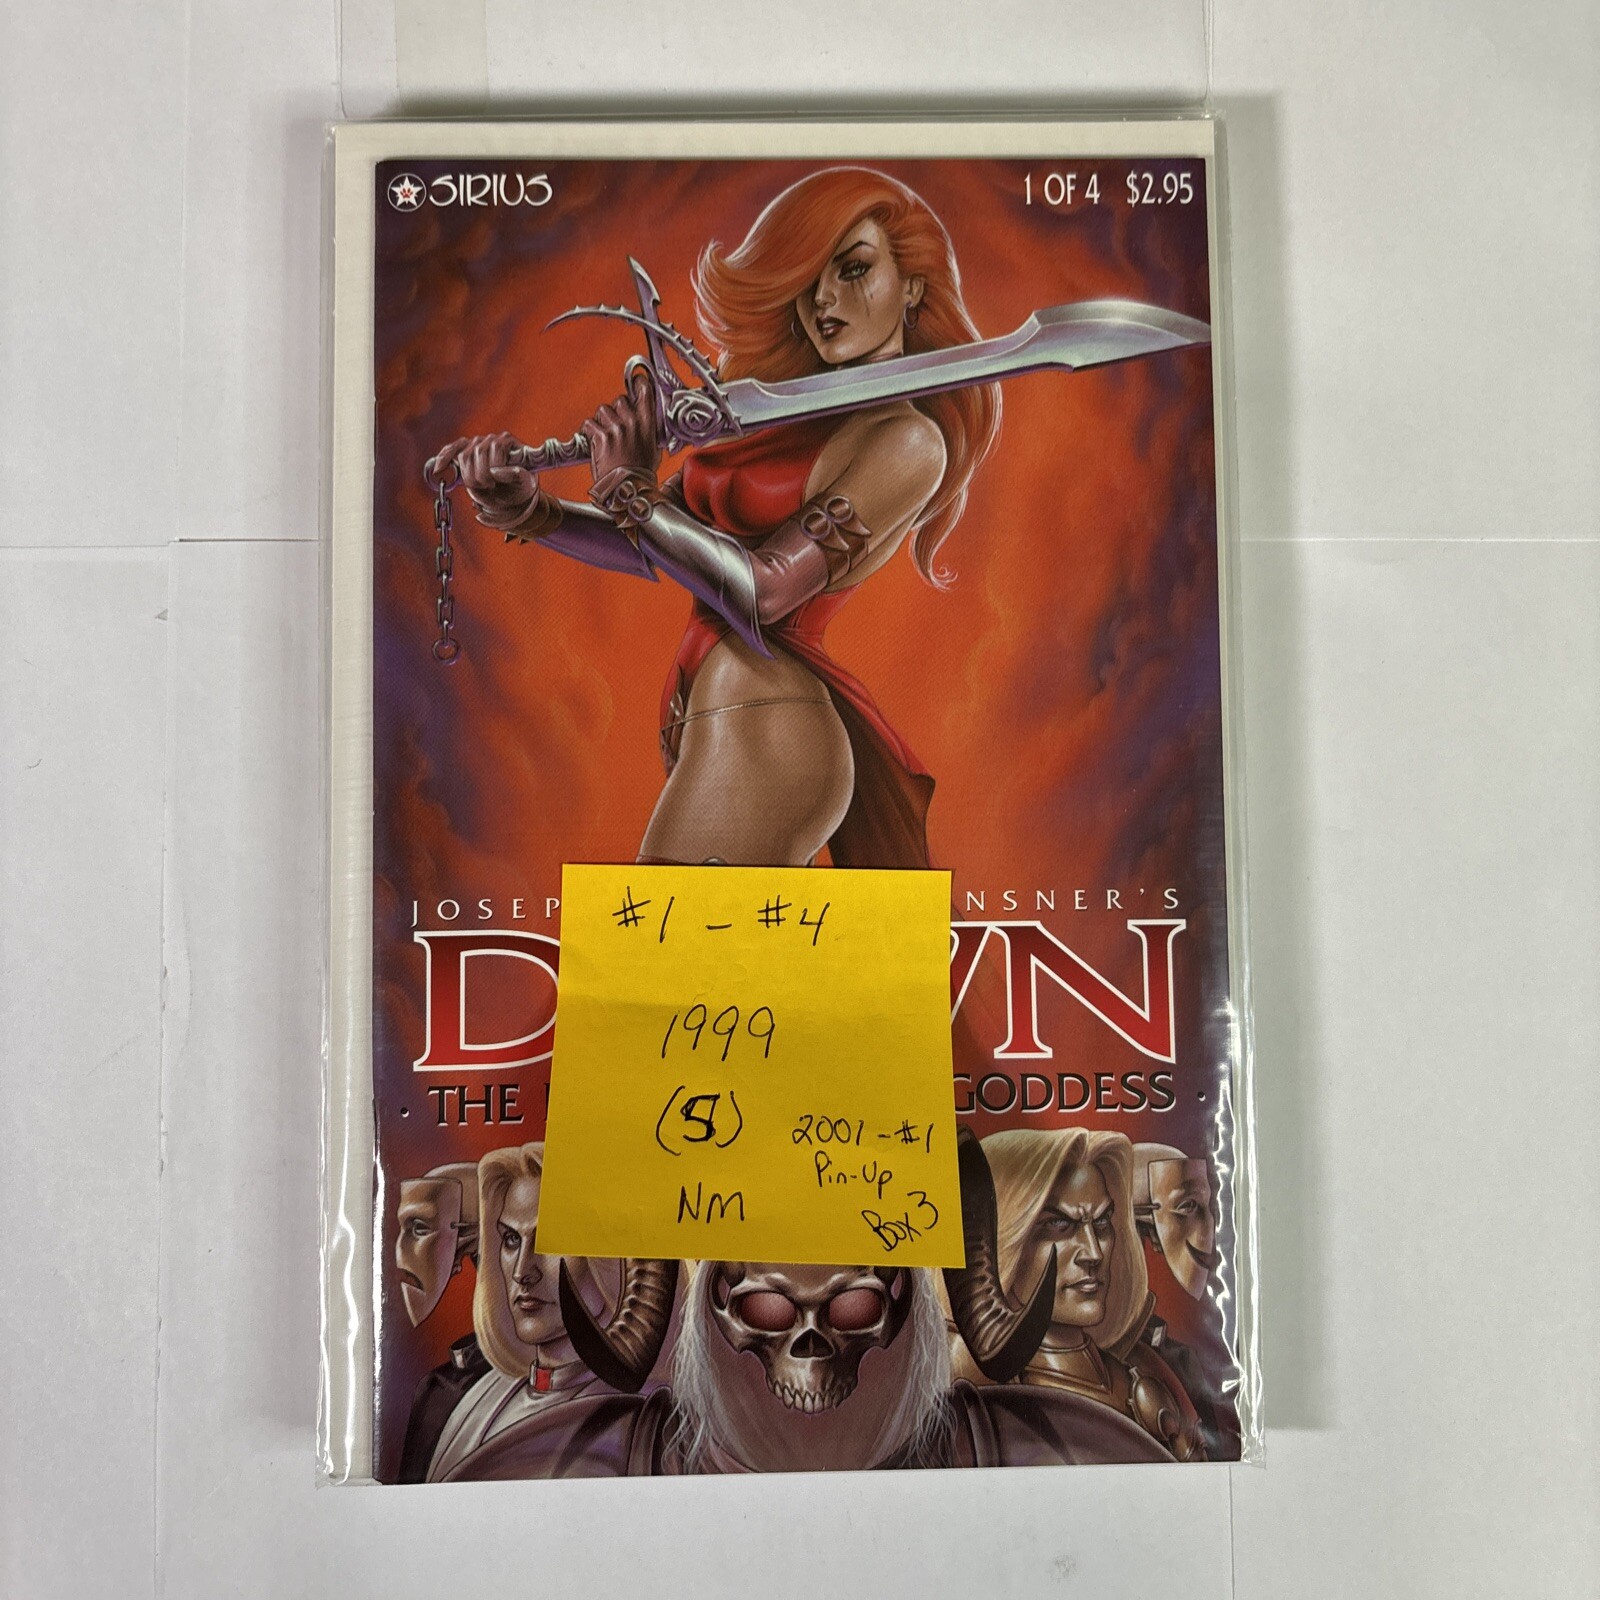 SIRIUS 1 OF 4 $2.95
JOSEP NSNER'S
D WN
· THE GODDESS ·
#1 - #4
1999
(5)
NM
2001 - #1
Pin-Up
Box 3